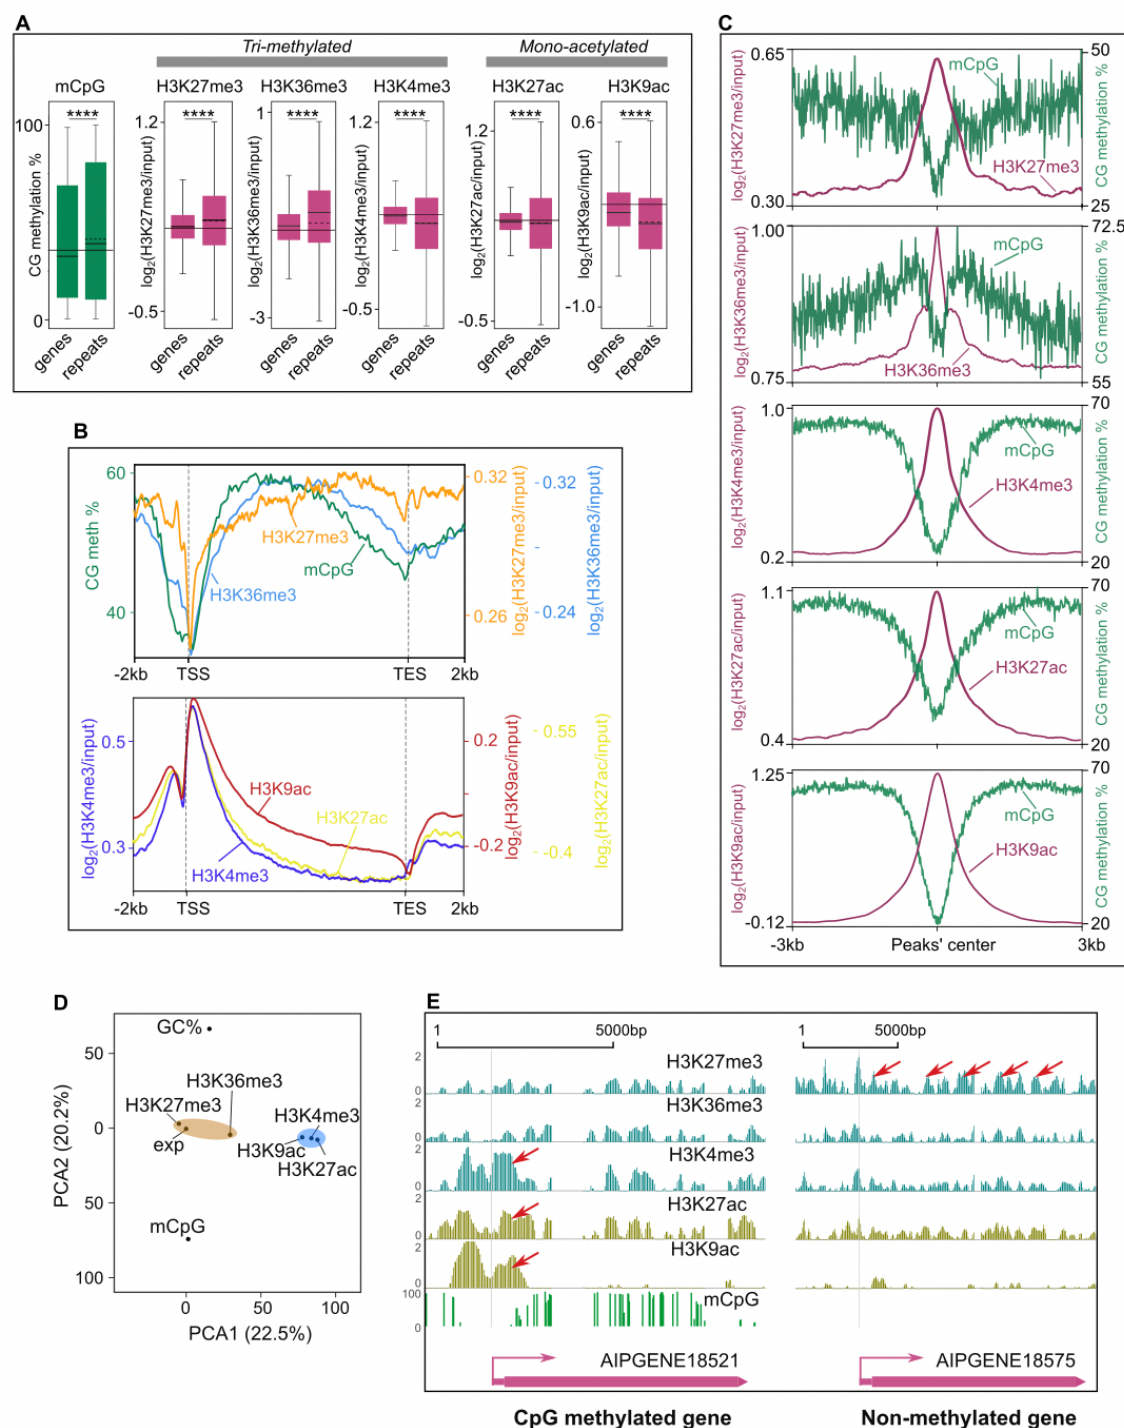 A
Tri-methylated
Mono-acetylated
mCpG
H3K27me3
H3K36me3
H3K4me3
H3K27ac
H3K9ac
****
****
****
****
****
****
CG methylation %
100
0
log2(H3K27me3/input)
1.2
-0.5
log2(H3K36me3/input)
1
-3
log2(H3K4me3/input)
1.2
-0.5
log2(H3K27ac/input)
1.2
-0.5
log2(H3K9ac/input)
0.6
-1.0
genes
repeats
genes
repeats
genes
repeats
genes
repeats
genes
repeats
genes
repeats
B
CG meth %
60
40
H3K27me3
mCpG
H3K36me3
0.32
0.26
log2(H3K27me3/input)
0.32
0.24
log2(H3K36me3/input)
-2kb
TSS
TES
2kb
log2(H3K4me3/input)
0.5
0.3
H3K9ac
H3K27ac
H3K4me3
0.2
-0.2
log2(H3K9ac/input)
0.55
-0.4
log2(H3K27ac/input)
-2kb
TSS
TES
2kb
C
log2(H3K27me3/input)
0.65
0.30
mCpG
H3K27me3
50
25
CG methylation %
log2(H3K36me3/input)
1.00
0.75
mCpG
H3K36me3
72.5
55
CG methylation %
log2(H3K4me3/input)
1.0
0.2
mCpG
H3K4me3
70
20
CG methylation %
log2(H3K27ac/input)
1.1
0.4
mCpG
H3K27ac
70
20
CG methylation %
log2(H3K9ac/input)
1.25
-0.12
mCpG
H3K9ac
70
20
CG methylation %
-3kb
Peaks' center
3kb
D
GC%
H3K36me3
H3K27me3
exp
H3K4me3
H3K9ac
H3K27ac
mCpG
PCA2 (20.2%)
50
0
50
100
0
50
100
PCA1 (22.5%)
E
1
5000bp
1
5000bp
2
0
H3K27me3
2
0
H3K36me3
2
0
H3K4me3
2
0
H3K27ac
2
0
H3K9ac
100
0
mCpG
AIPGENE18521
AIPGENE18575
CpG methylated gene
Non-methylated gene